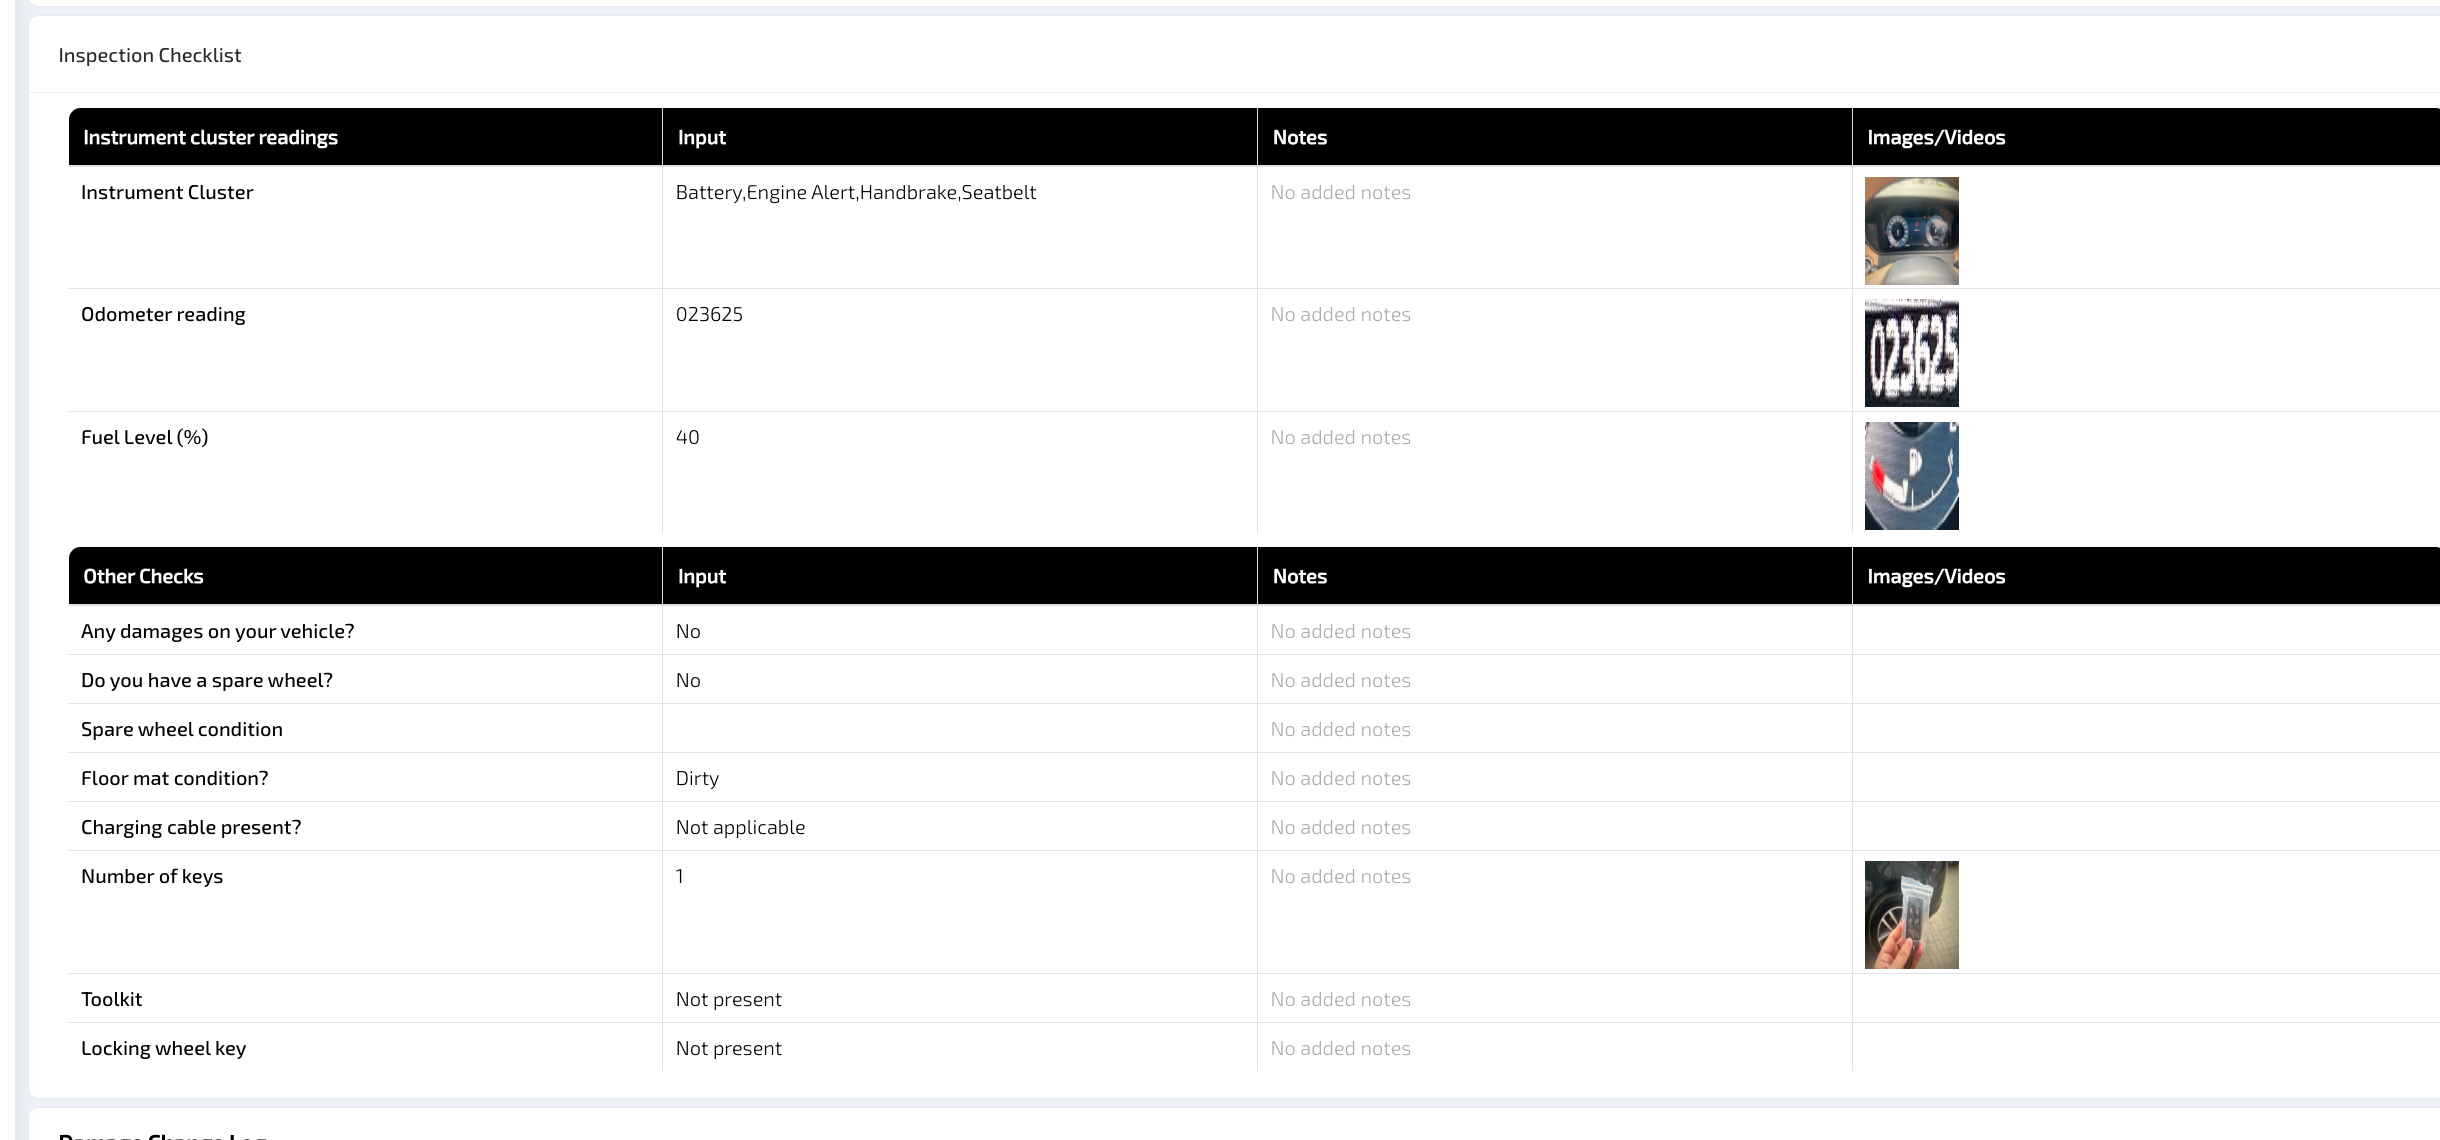 Inspection Checklist
Instrument cluster readings Input Notes Images/Videos
Instrument Cluster Battery,Engine Alert,Handbrake,Seatbelt No added notes
Odometer reading 023625 No added notes 023625
Fuel Level (%) 40 No added notes
Other Checks Input Notes Images/Videos
Any damages on your vehicle? No No added notes
Do you have a spare wheel? No No added notes
Spare wheel condition No added notes
Floor mat condition? Dirty No added notes
Charging cable present? Not applicable No added notes
Number of keys 1 No added notes
Toolkit Not present No added notes
Locking wheel key Not present No added notes
Damage Change Log